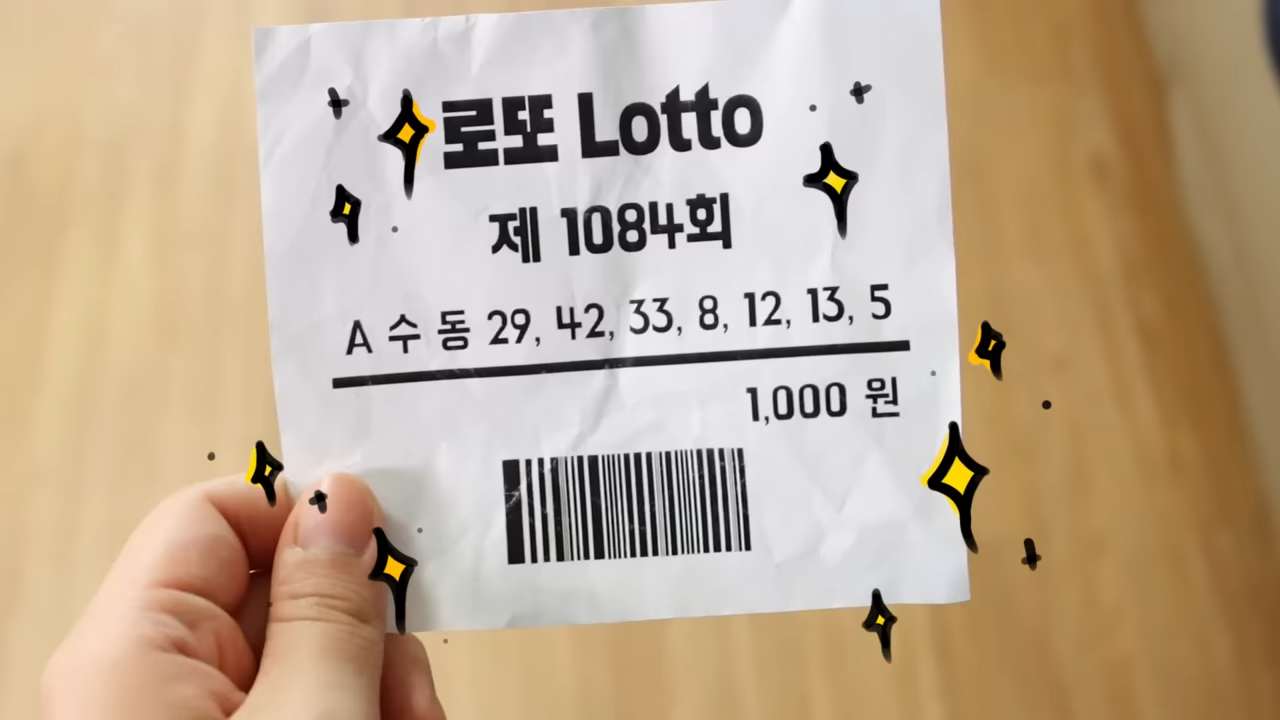 로또 Lotto
제 1084회
A 수 동 29, 42, 33, 8, 12, 13, 5
1,000 원